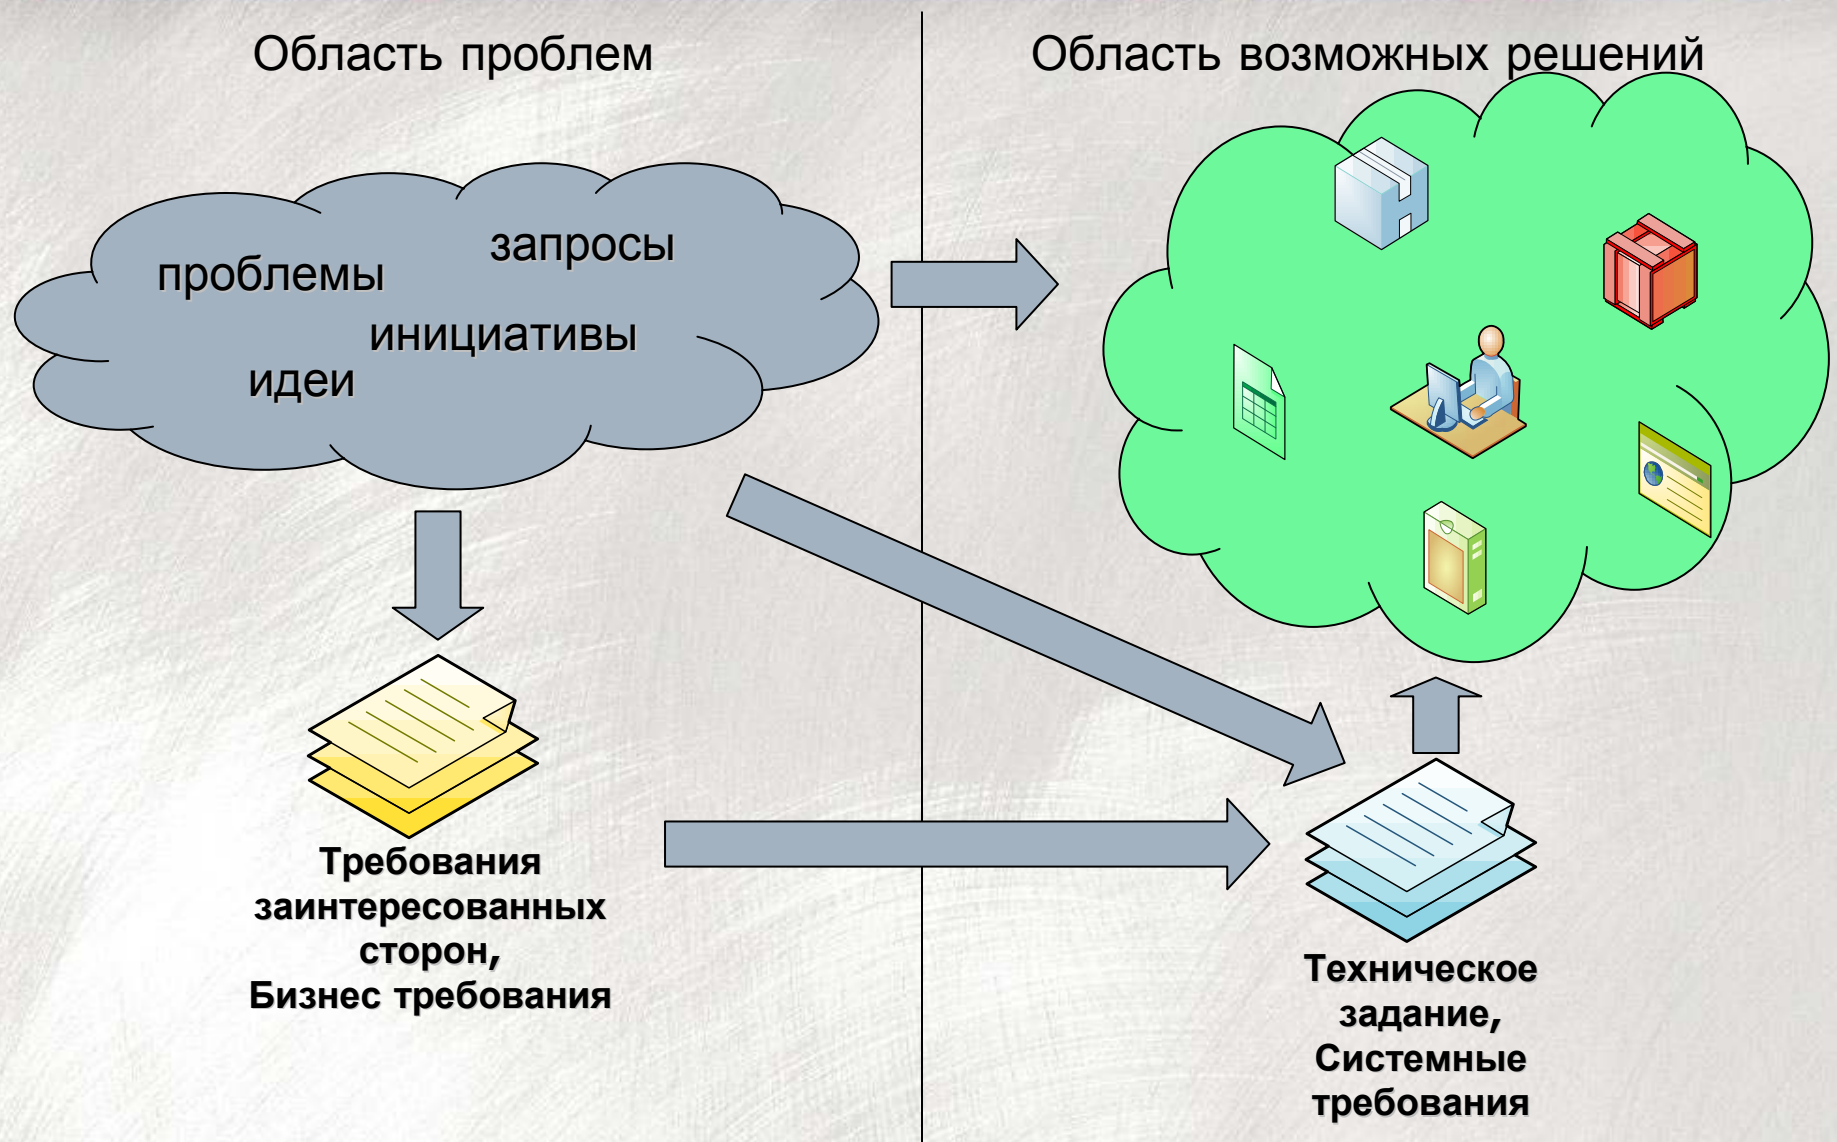 Область проблем
Область возможных решений
запросы
проблемы
инициативы
идеи
Требования
заинтересованных
сторон,
Бизнес требования
Техническое
задание,
Системные
требования